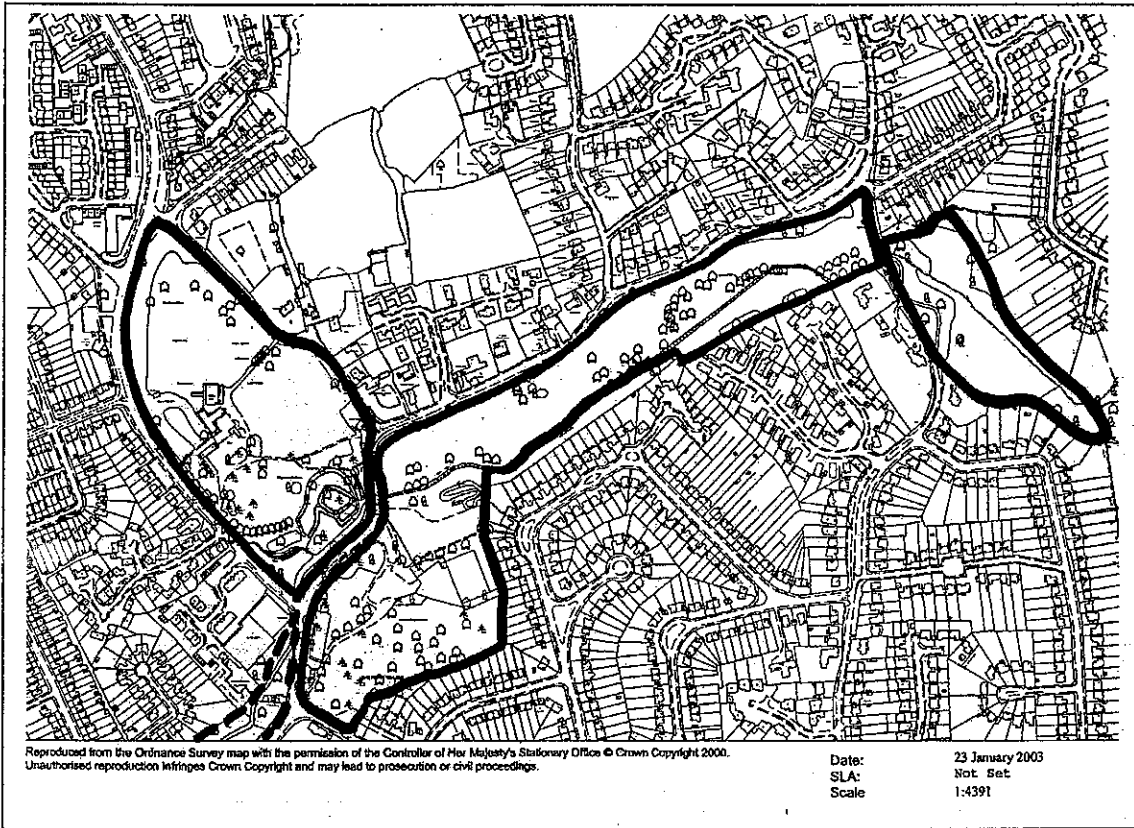 Reproduced from the Ordnance Survey map with the permission of the Controller of Her Majesty's Stationary Office © Crown Copyright 2000.
Unauthorised reproduction infringes Crown Copyright and may lead to prosecution or civil proceedings.
Date: 23 January 2003
SLA: Not Set
Scale 1:4391